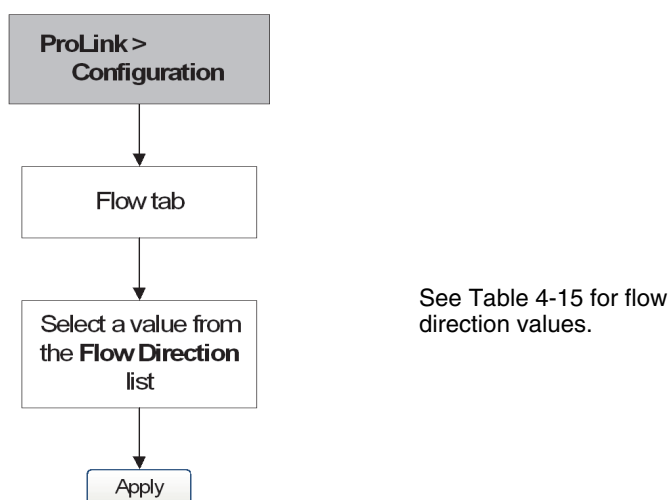 ProLink >
Configuration
Flow tab
Select a value from
the Flow Direction
list
See Table 4-15 for flow
direction values.
Apply